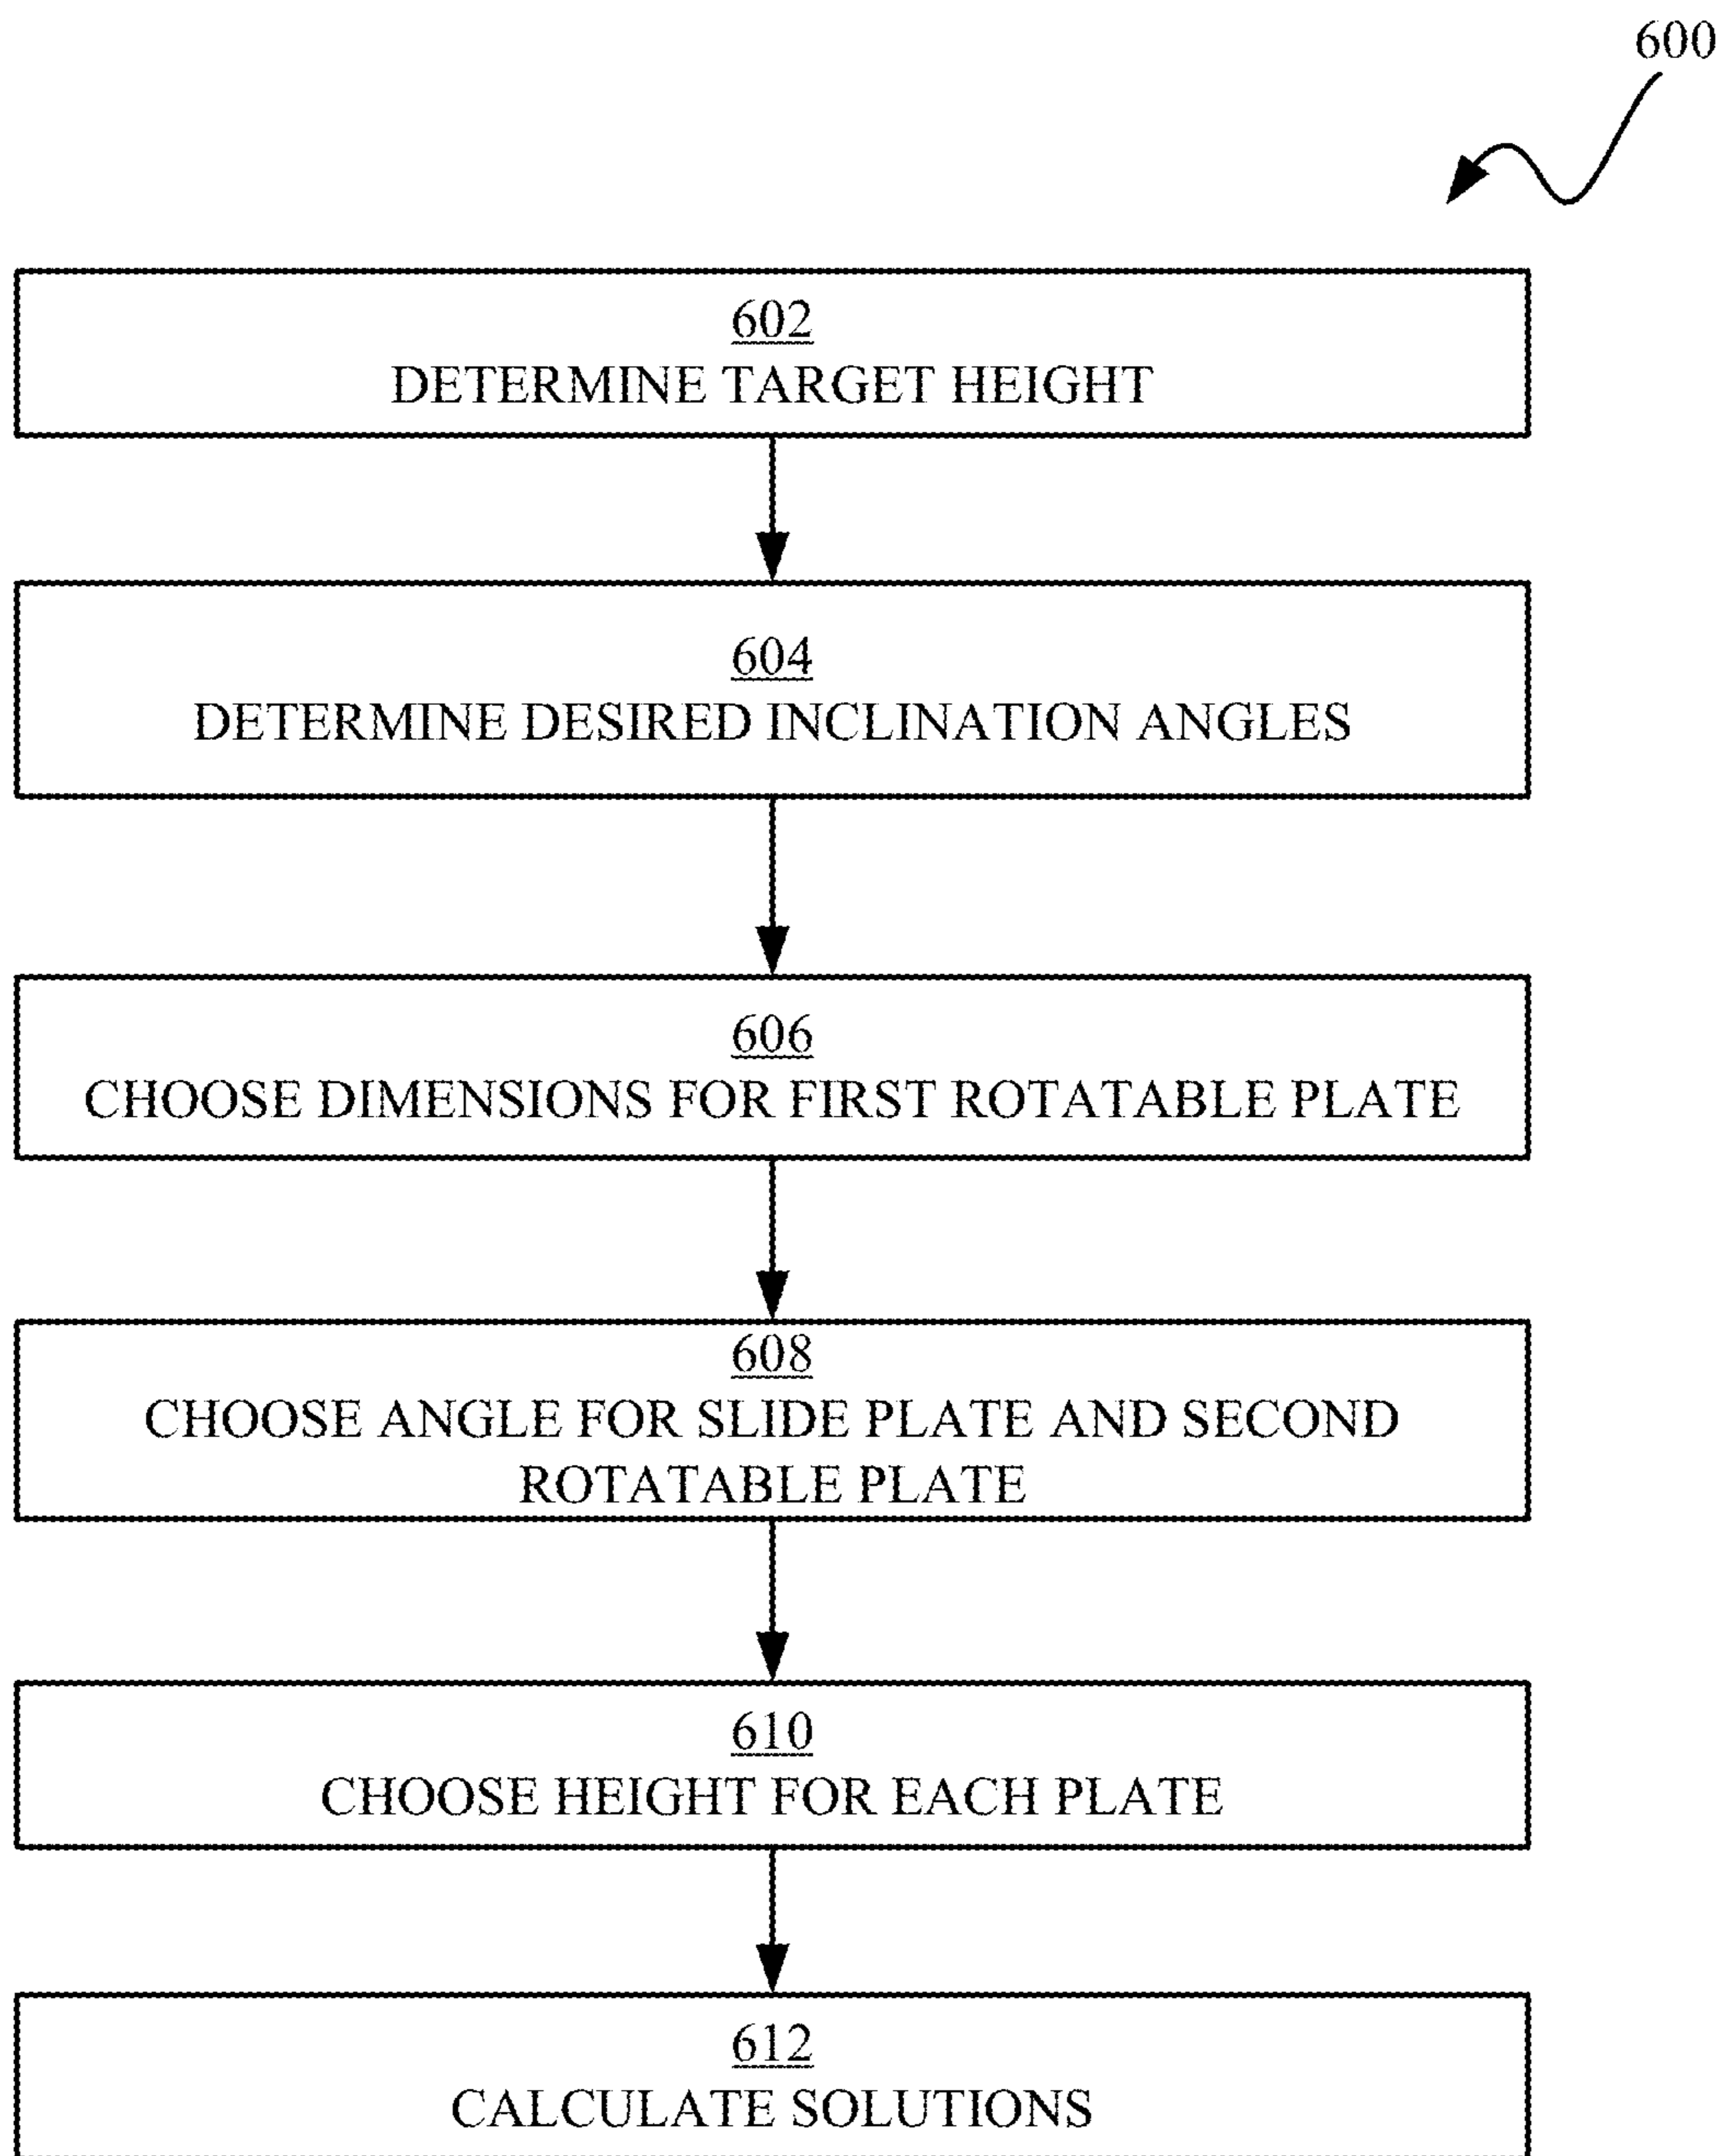 600
602
DETERMINE TARGET HEIGHT
604
DETERMINE DESIRED INCLINATION ANGLES
606
CHOOSE DIMENSIONS FOR FIRST ROTATABLE PLATE
608
CHOOSE ANGLE FOR SLIDE PLATE AND SECOND
ROTATABLE PLATE
610
CHOOSE HEIGHT FOR EACH PLATE
612
CALCULATE SOLUTIONS